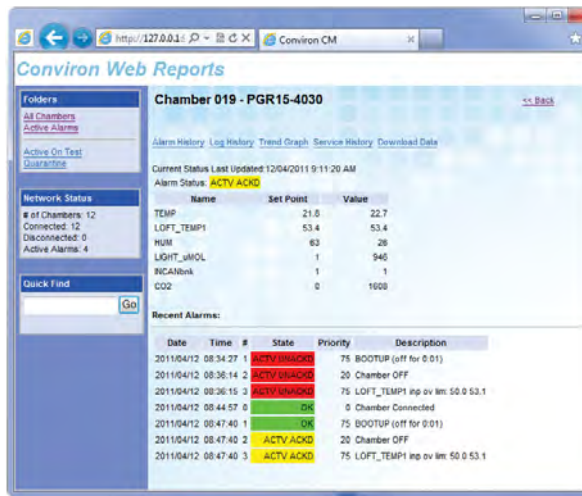 http://127.0.0.1
Conviron CM
Conviron Web Reports
Folders
All Chambers
Active Alarms
Active On Test
Quarantine
Network Status
# of Chambers: 12
Connected: 12
Disconnected: 0
Active Alarms: 4
Quick Find
Go
Chamber 019 - PGR15-4030
<< Back
Alarm History Log History Trend Graph Service History Download Data
Current Status Last Updated:12/04/2011 9:11:20 AM
Alarm Status: ACTV ACKD
Name Set Point Value
TEMP 21.8 22.7
LOFT_TEMP1 53.4 53.4
HUM 63 26
LIGHT_uMOL 1 946
INCANbnk 1 1
CO2 0 1608
Recent Alarms:
Date Time # State Priority Description
2011/04/12 08:34:27 1 ACTV UNACKD 75 BOOTUP (off for 0:01)
2011/04/12 08:36:14 2 ACTV UNACKD 20 Chamber OFF
2011/04/12 08:36:15 3 ACTV UNACKD 75 LOFT_TEMP1 inp ov lim: 50.0 53.1
2011/04/12 08:44:57 0 OK 0 Chamber Connected
2011/04/12 08:47:40 1 OK 75 BOOTUP (off for 0:01)
2011/04/12 08:47:40 2 ACTV ACKD 20 Chamber OFF
2011/04/12 08:47:40 3 ACTV ACKD 75 LOFT_TEMP1 inp ov lim: 50.0 53.1